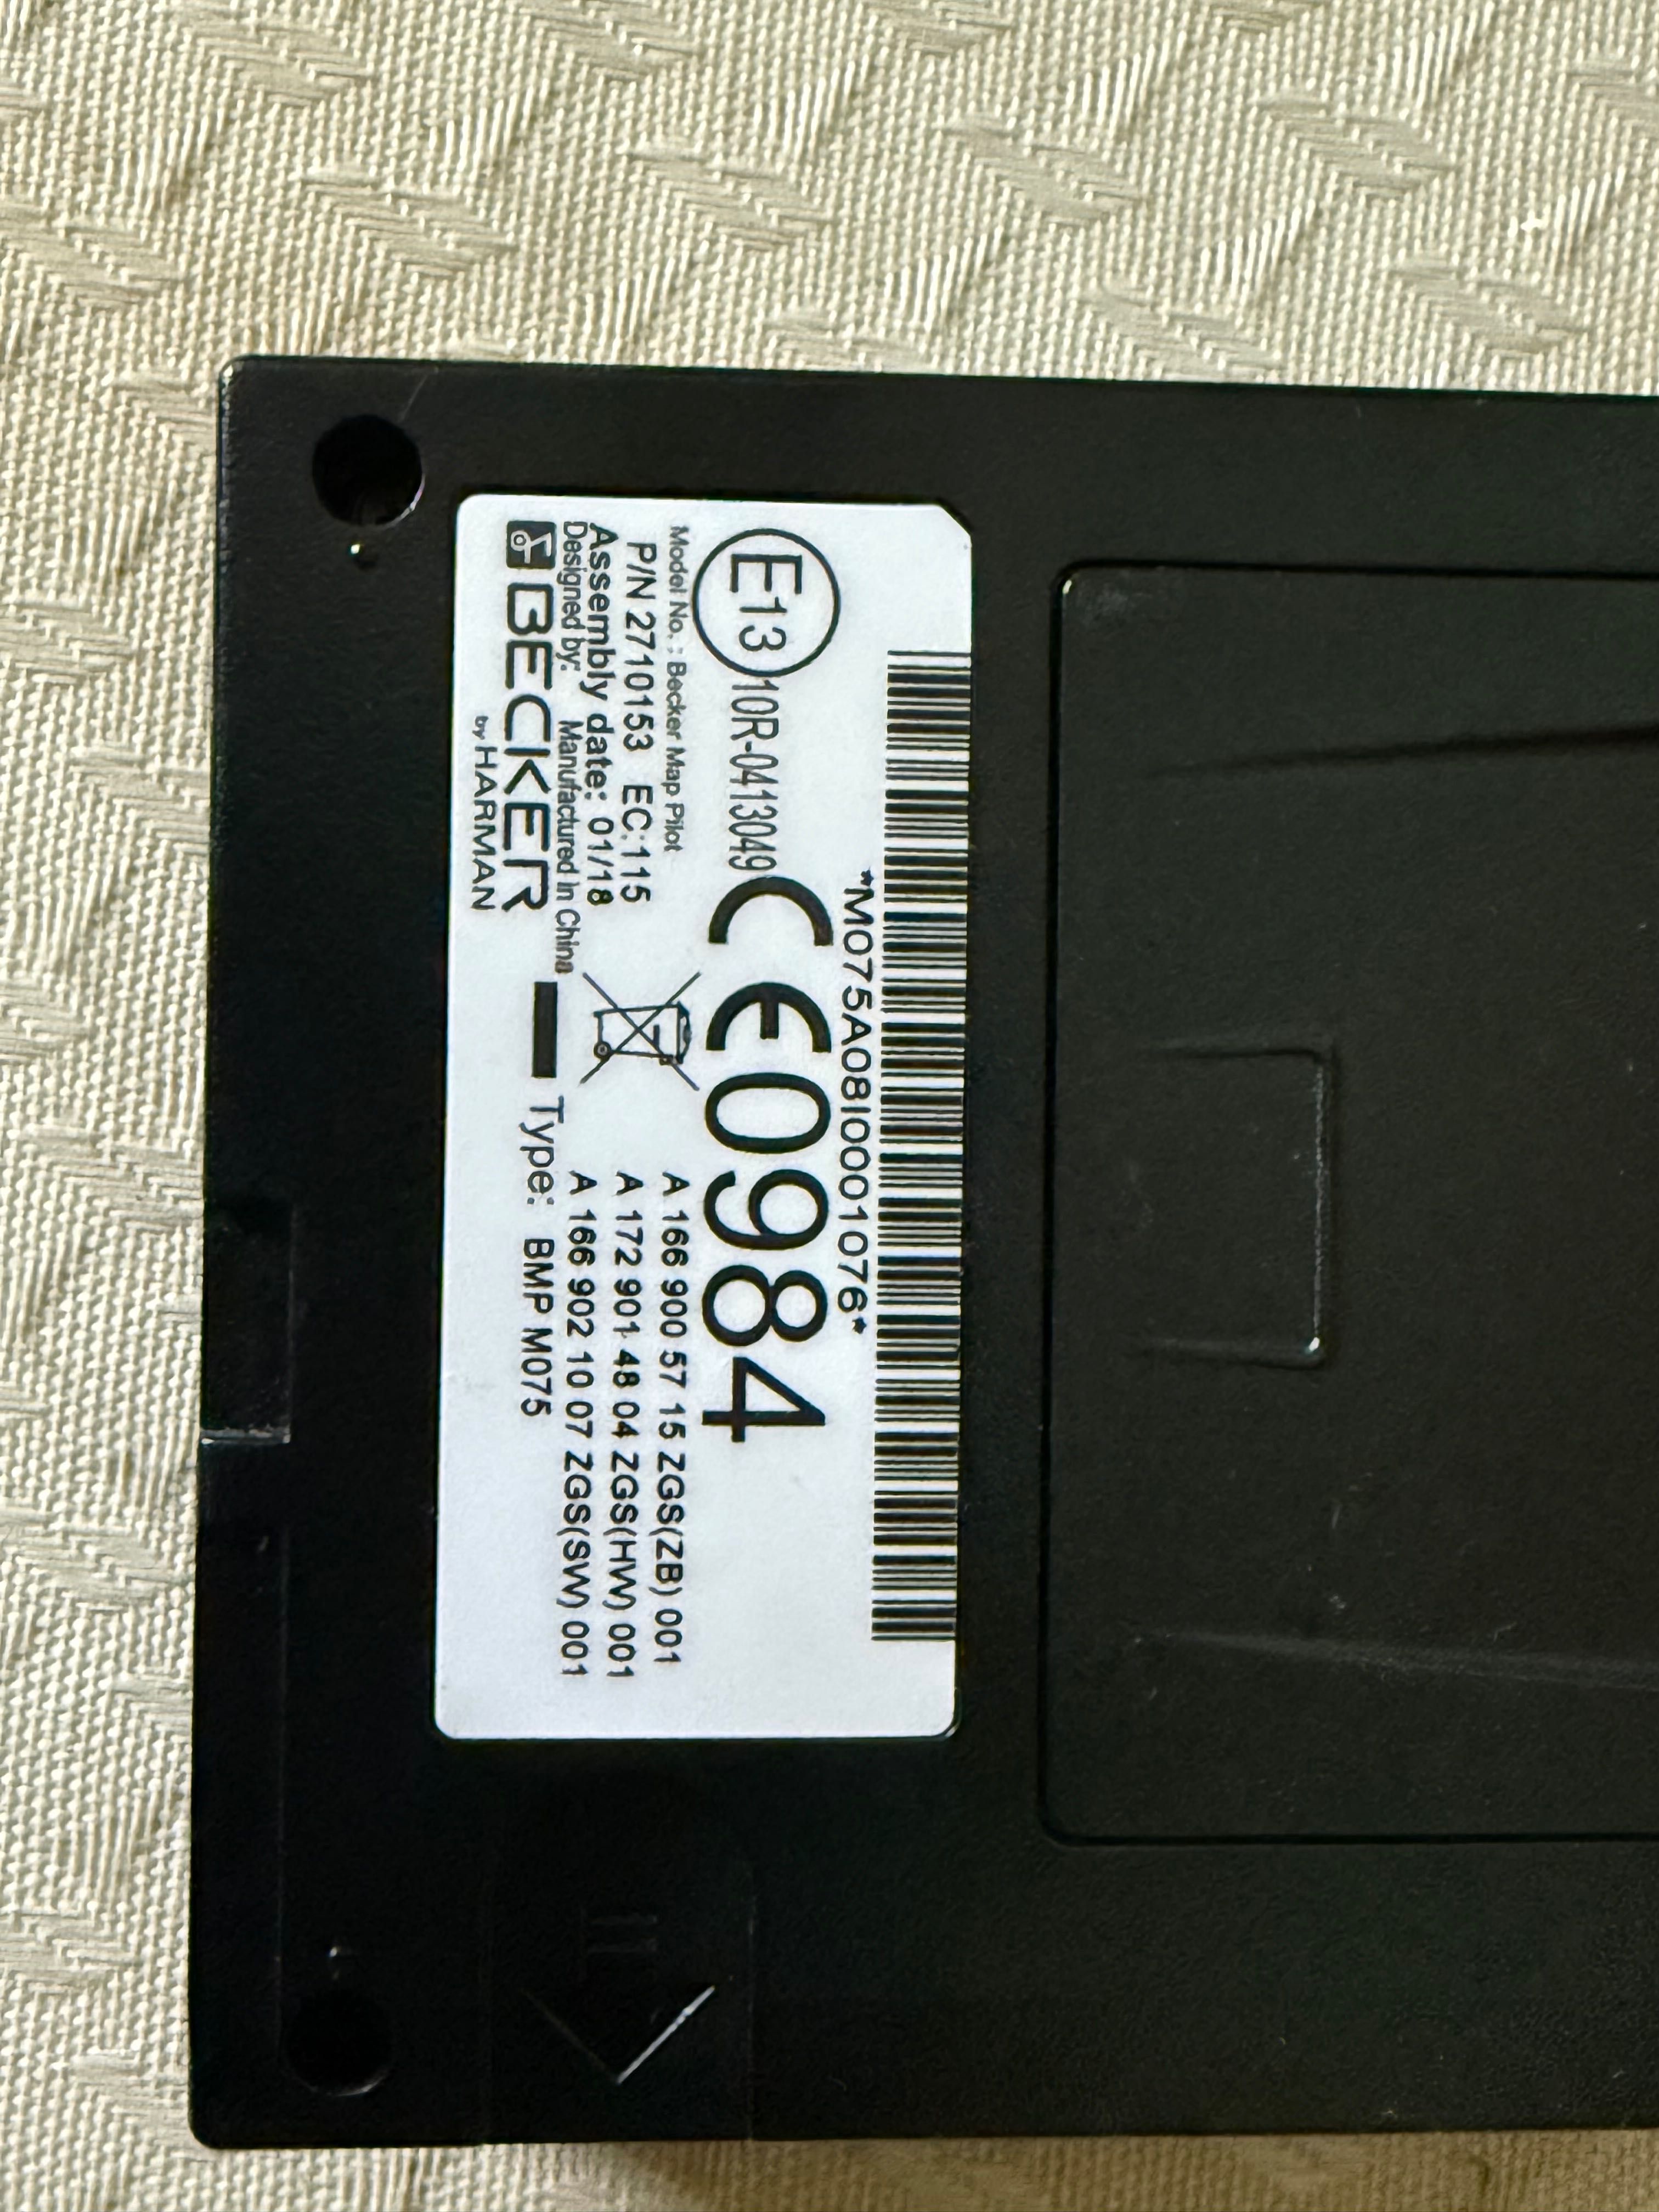 *M075A08I0001076*
E13 10R-0413049 CE0984
Model No. : Becker Map Pilot
P/N 2710153 EC:115
Assembly date: 01/18
Designed by: Manufactured in China
BECKER
by HARMAN
A 166 900 57 15 ZGS(ZB) 001
A 172 901 48 04 ZGS(HW) 001
A 166 902 10 07 ZGS(SW) 001
Type: BMP M075